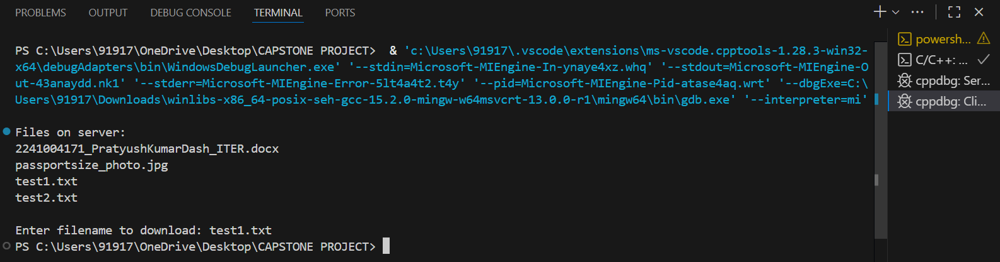 PROBLEMS OUTPUT DEBUG CONSOLE TERMINAL PORTS
PS C:\Users\91917\OneDrive\Desktop\CAPSTONE PROJECT>  & 'c:\Users\91917\.vscode\extensions\ms-vscode.cpptools-1.28.3-win32-
x64\debugAdapters\bin\WindowsDebugLauncher.exe' '--stdin=Microsoft-MIEngine-In-ynaye4xz.whq' '--stdout=Microsoft-MIEngine-O
ut-43anaydd.nk1' '--stderr=Microsoft-MIEngine-Error-5lt4a4t2.t4y' '--pid=Microsoft-MIEngine-Pid-atase4aq.wrt' '--dbgExe=C:\
Users\91917\Downloads\winlibs-x86_64-posix-seh-gcc-15.2.0-mingw-w64msvcrt-13.0.0-r1\mingw64\bin\gdb.exe' '--interpreter=mi'
Files on server:
2241004171_PratyushKumarDash_ITER.docx
passportsize_photo.jpg
test1.txt
test2.txt
Enter filename to download: test1.txt
PS C:\Users\91917\OneDrive\Desktop\CAPSTONE PROJECT>
powersh...
C/C++: ...
cppdbg: Ser...
cppdbg: Cli...